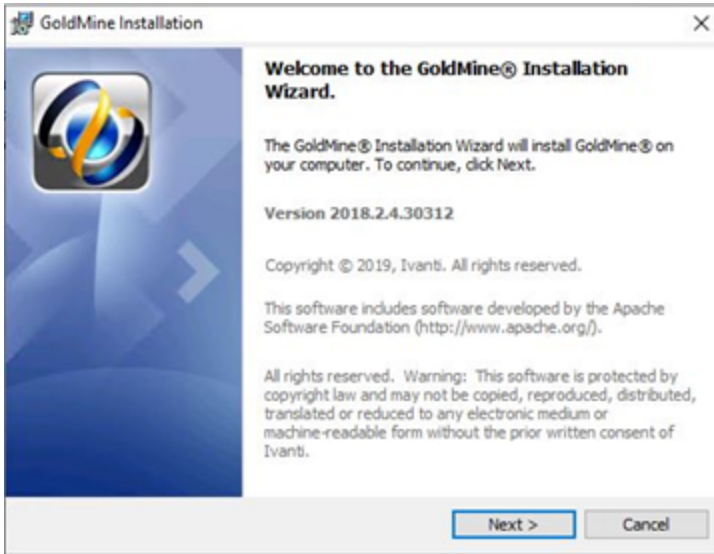 GoldMine Installation
Welcome to the GoldMine® Installation
Wizard.
The GoldMine® Installation Wizard will install GoldMine® on
your computer. To continue, click Next.
Version 2018.2.4.30312
Copyright © 2019, Ivanti. All rights reserved.
This software includes software developed by the Apache
Software Foundation (http://www.apache.org/).
All rights reserved.  Warning:  This software is protected by
copyright law and may not be copied, reproduced, distributed,
translated or reduced to any electronic medium or
machine-readable form without the prior written consent of
Ivanti.
Next >
Cancel